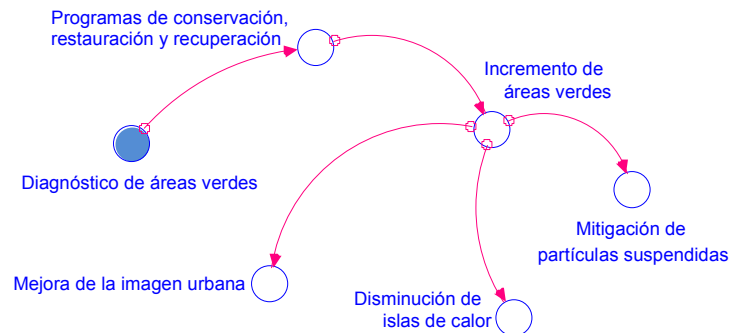 Programas de conservación,
restauración y recuperación
Incremento de
áreas verdes
Diagnóstico de áreas verdes
Mitigación de
partículas suspendidas
Mejora de la imagen urbana
Disminución de
islas de calor